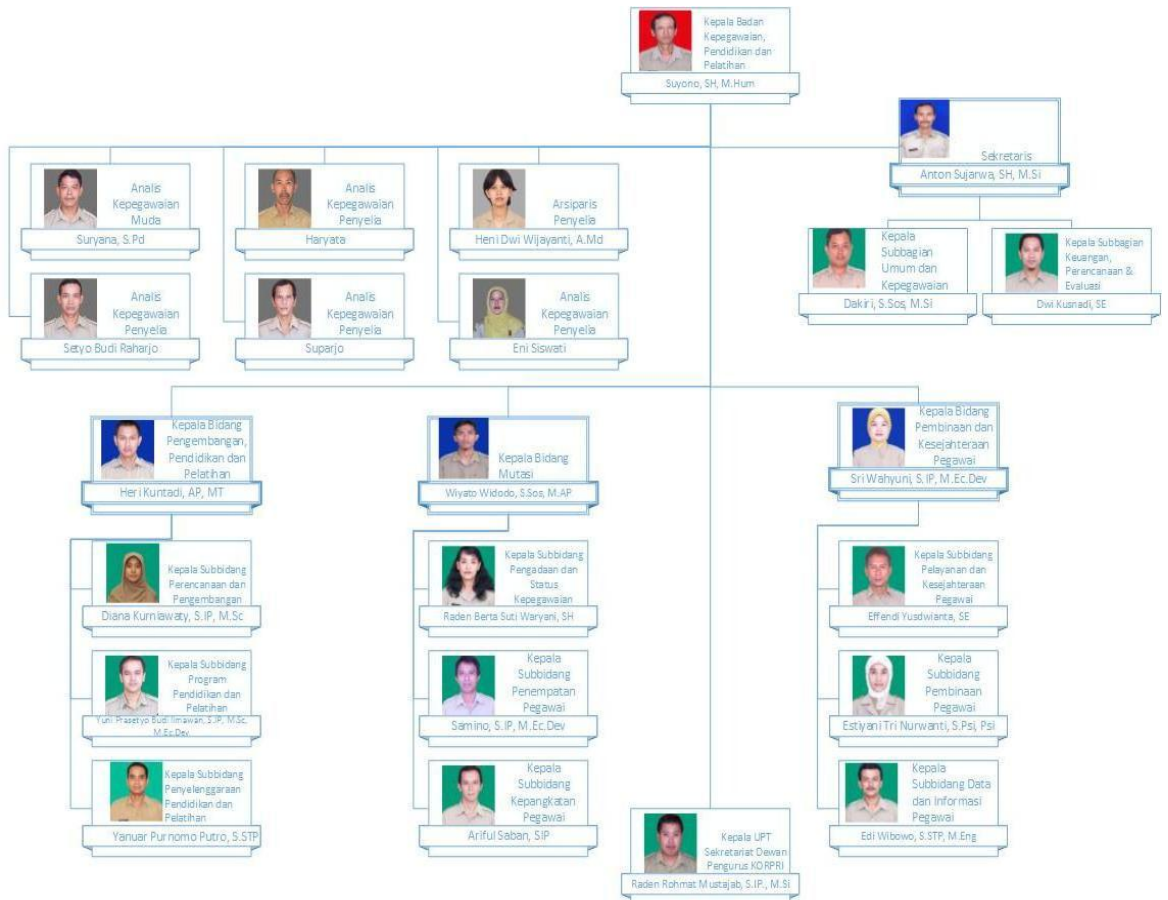 Kepala Badan
Kepegawaian,
Pendidikan dan
Pelatihan
Suyono, SH, M.Hum
Sekretaris
Anton Sujarwa, SH, M.Si
Analis
Kepegawaian
Muda
Suryana, S.Pd
Analis
Kepegawaian
Penyelia
Haryata
Arsiparis
Penyelia
Heni Dwi Wijayanti, A.Md
Kepala
Subbagian
Umum dan
Kepegawaian
Dakiri, S.Sos, M.Si
Kepala Subbagian
Keuangan,
Perencanaan &
Evaluasi
Dwi Kusnadi, SE
Analis
Kepegawaian
Penyelia
Setyo Budi Raharjo
Analis
Kepegawaian
Penyelia
Suparjo
Analis
Kepegawaian
Penyelia
Eni Siswati
Kepala Bidang
Pengembangan,
Pendidikan dan
Pelatihan
Heri Kuntadi, AP, MT
Kepala Bidang
Mutasi
Wiyato Widodo, S.Sos, M.AP
Kepala Bidang
Pembinaan dan
Kesejahteraan
Pegawai
Sri Wahyuni, S.IP, M.Ec.Dev
Kepala Subbidang
Perencanaan dan
Pengembangan
Diana Kurniawaty, S.IP, M.Sc
Kepala Subbidang
Pengadaan dan
Status
Kepegawaian
Raden Berta Suti Waryani, SH
Kepala Subbidang
Pelayanan dan
Kesejahteraan
Pegawai
Effendi Yusdwianta, SE
Kepala Subbidang
Program
Pendidikan dan
Pelatihan
Yuni Prasetyo Budi Ilmawan, S.IP, M.Sc,
M.Ec.Dev
Kepala
Subbidang
Penempatan
Pegawai
Samino, S.IP, M.Ec.Dev
Kepala
Subbidang
Pembinaan
Pegawai
Estiyani Tri Nurwanti, S.Psi, Psi
Kepala Subbidang
Penyelenggaraan
Pendidikan dan
Pelatihan
Yanuar Purnomo Putro, S.STP
Kepala
Subbidang
Kepangkatan
Pegawai
Ariful Saban, SIP
Kepala
Subbidang Data
dan Informasi
Pegawai
Edi Wibowo, S.STP, M.Eng
Kepala UPT
Sekretariat Dewan
Pengurus KORPRI
Raden Rohmat Mustajab, S.IP., M.Si